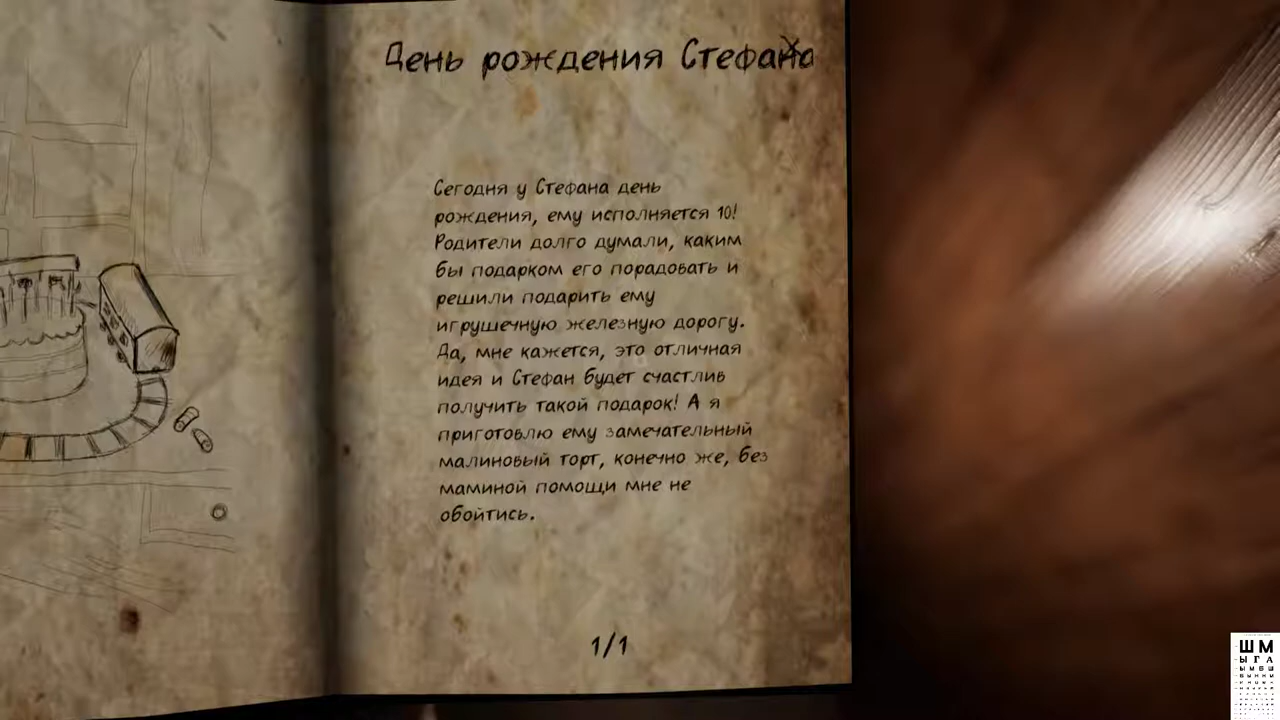 День рождения Стефана
Сегодня у Стефана день
рождения, ему исполняется 10!
Родители долго думали, каким
бы подарком его порадовать и
решили подарить ему
игрушечную железную дорогу.
Да, мне кажется, это отличная
идея и Стефан будет счастлив
получить такой подарок! А я
приготовлю ему замечательный
малиновый торт, конечно же, без
маминой помощи мне не
обойтись.
1/1
Ш М
Ы Г А